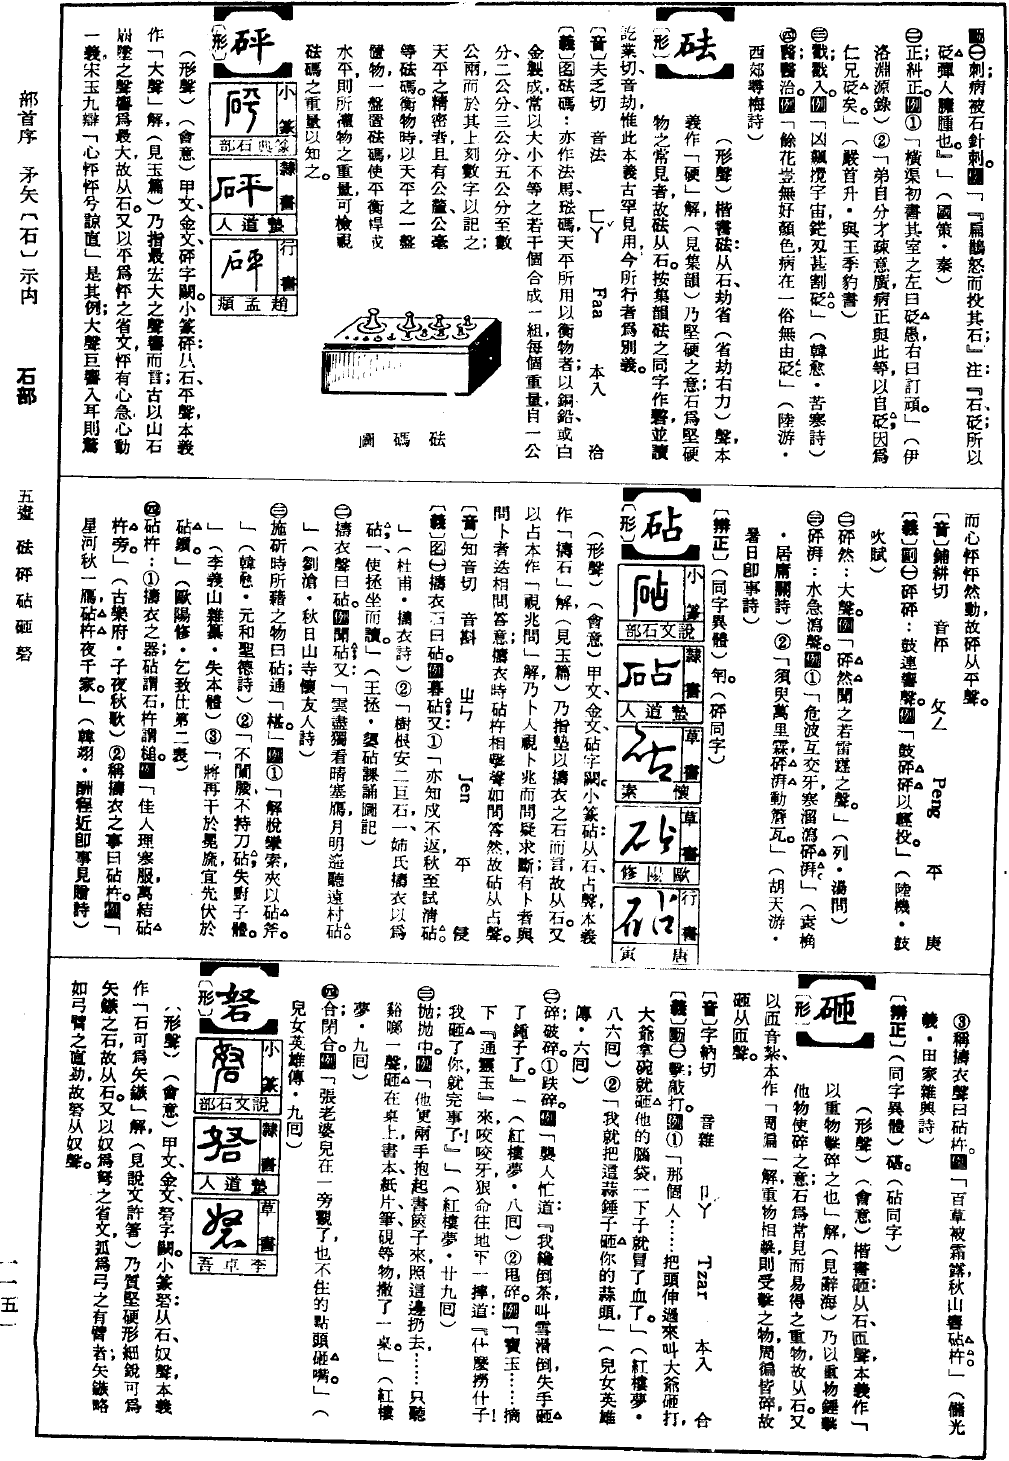 ㊀刺病被石針刺。例「『扁鵲怒而投其石』注:『石砭所以
砭彈人臃腫也』」(國策·秦)
㊁正糾正。例①「橫渠初書其室之左曰砭愚右曰訂頑。」(伊
洛淵源錄)②「弟自分才疎意廣病正與此等以自砭因為
仁兄砭矣」(嚴首升·與王季豹書)
㊂戳戳入。例「凶飇攪宇宙,鋩刃甚割砭。」(韓愈·苦寒詩)
㊃醫醫治。例「餘花豈無好顏色,病在一俗無由砭」(陸游·
西郊尋梅詩)
砝
〔形〕(形聲)楷書砝:从石,劫省(省劫右力)聲,本
義作「硬」解(見集韻)乃堅硬之意石為堅硬
物之常見者故砝从石。按集韻砝之同字作礊,並讀
訖業切,音劫,惟此本義古罕見用,今所行者為別義。
〔音〕夫乏切 音法 ㄈㄚˇ Faa 本入 洽
〔義〕图砝碼:亦作法馬、琺碼,天平所用以衡物者;以銅、鉛或白
金製成,常以大小不等之若干個合成一組,每個重量自一公
分、二公分、三公分、五公分至數
公兩,而於其上刻數字以記之;
天平之精密者且有公釐、公毫
等砝碼。衡物時以天平之一盤
置物,一盤置砝碼,使平衡桿成
水平,則所權物之重量可檢視
砝碼之重量以知之。
砝碼圖
砰
〔形〕
小篆 篆典石部
隸書 蟄道人
行書 趙孟頫
(形聲)(會意)甲文、金文砰字闕。小篆砰:从石,平聲,本義
作「大聲」解(見玉篇)乃指最宏大之聲響而言;古以山石
崩墜之聲響為最大,故从石。又以平為怦之省文,怦有心急心動
一義,宋玉九辯「心怦怦兮諒直」是其例;大聲巨響入耳則驚
而心怦怦然動,故砰从平聲。
〔音〕鋪耕切 音怦 ㄆㄥ Peng 平 庚
〔義〕副㊀砰砰:鼓連響聲。例「鼓砰砰以輕投。」(陸機·鼓
吹賦)
㊁砰然:大聲。例「砰然聞之若雷霆之聲。」(列·湯問)
㊂砰湃:水急瀉聲。例①「危波互交牙,寒溜瀉砰湃」(袁桷
·居庸關詩)②「須臾萬里霖,砰湃動簷瓦。」(胡天游·
暑日即事詩)
〔辨正〕(同字異體)(砰同字)
砧
〔形〕
小篆 說文石部
隸書 蟄道人
草書 懷素
草書 歐陽修
行書 唐寅
(形聲)(會意)甲文、金文砧字闕。小篆砧:从石,占聲,本義
作「擣石」解(見玉篇)乃指墊以擣衣之石而言,故从石。又
以占本作「視兆問」解,乃卜人視卜兆而問疑求斷,有卜者與
問卜者迭相問答意;擣衣時砧杵相擊聲如問答然,故砧从占聲。
〔音〕知音切 音斟 ㄓㄣ Jen 平 侵
〔義〕图㊀擣衣石曰砧。例暮砧又:①「亦知戍不返,秋至試清砧。
」(杜甫·擣衣詩)②「樹根安二巨石,一姊氏擣衣以為
砧,一使拯坐而讀。」(王拯·媭砧課誦圖記)
㊁擣衣聲曰砧。例聞砧又:「雲盡獨看晴塞鴈,月明遙聽遠村砧。
」(劉滄·秋日山寺懷友人詩)
㊂施斫時所藉之物曰砧,通「椹」例①「解脫攣索,夾以砧斧。
」(韓愈·元和聖德詩)②「不闌腰,不持刀砧,失對子體。
」(李義山雜纂·失本體)③「將再干於冕旒,宜先伏於
砧鑕。」(歐陽修·乞致仕第二表)
㊃砧杵:①擣衣之器,砧謂石,杵謂槌。例「佳人理寒服,萬結砧
杵旁。」(古樂府·子夜秋歌)②稱擣衣之事曰砧杵。例「
星河秋一鴈,砧杵夜千家。」(韓翃·酬程近即事見贈詩)
③稱擣衣聲曰砧杵。例「百草被霜露,秋山響砧杵。」(儲光
羲·田家雜興詩)
〔辨正〕(同字異體)碪。(砧同字)
砸
〔形〕(形聲)(會意)楷書砸:从石,匝聲,本義作「
以重物擊碎之也」解(見辭海)乃以重物錘擊
他物使碎之意;石為常見而易得之重物,故从石。又
以匝音紮,本作「周徧」解,重物相擊則受擊之物周徧皆碎,故
砸从匝聲。
〔音〕字納切 音雜 ㄗㄚˊ Tzar 本入 合
〔義〕動㊀擊敲打。例①「那個人……把頭伸過來叫大爺砸打,
大爺拿碗就砸他的腦袋,一下子就冒了血了」(紅樓夢·
八六回)②「我就把這蒜錘子砸你的蒜頭」(兒女英雄
傳·六回)
㊁碎破碎:①跌碎。例「襲人忙道:『我纔倒茶,叫雪滑倒,失手砸
了鍾子了』」(紅樓夢·八回)②甩碎。例「寶玉……摘
下『通靈玉』來,咬咬牙狠命往地下一摔,道:『什麼撈什子!
我砸了你,就完事了!』」(紅樓夢·廿九回)
㊂拋拋中。例「他更兩手抱起書篋子來,照這邊扔去……只聽
豁啷一聲,砸在桌上,書本、紙片、筆硯等物,撒了一桌。」(紅樓
夢·九回)
㊃合閉合。例「張老婆兒在一旁觀了,也不住的點頭砸嘴。」(
兒女英雄傳·九回)
砮
〔形〕
小篆 說文石部
隸書 蟄道人
草書 李卓吾
(形聲)(會意)甲文、金文砮字闕。小篆砮:从石,奴聲,本義
作「石可為矢鏃」解(見說文許箸)乃質堅硬形細銳可為
矢鏃之石,故从石。又以奴為弩之省文,弧為弓之有臂者,矢鏃略
如弓臂之直勁,故砮从奴聲。
部首序 矛矢〔石〕示禸 石部 五畫 砝砰砧砸砮 一一五一